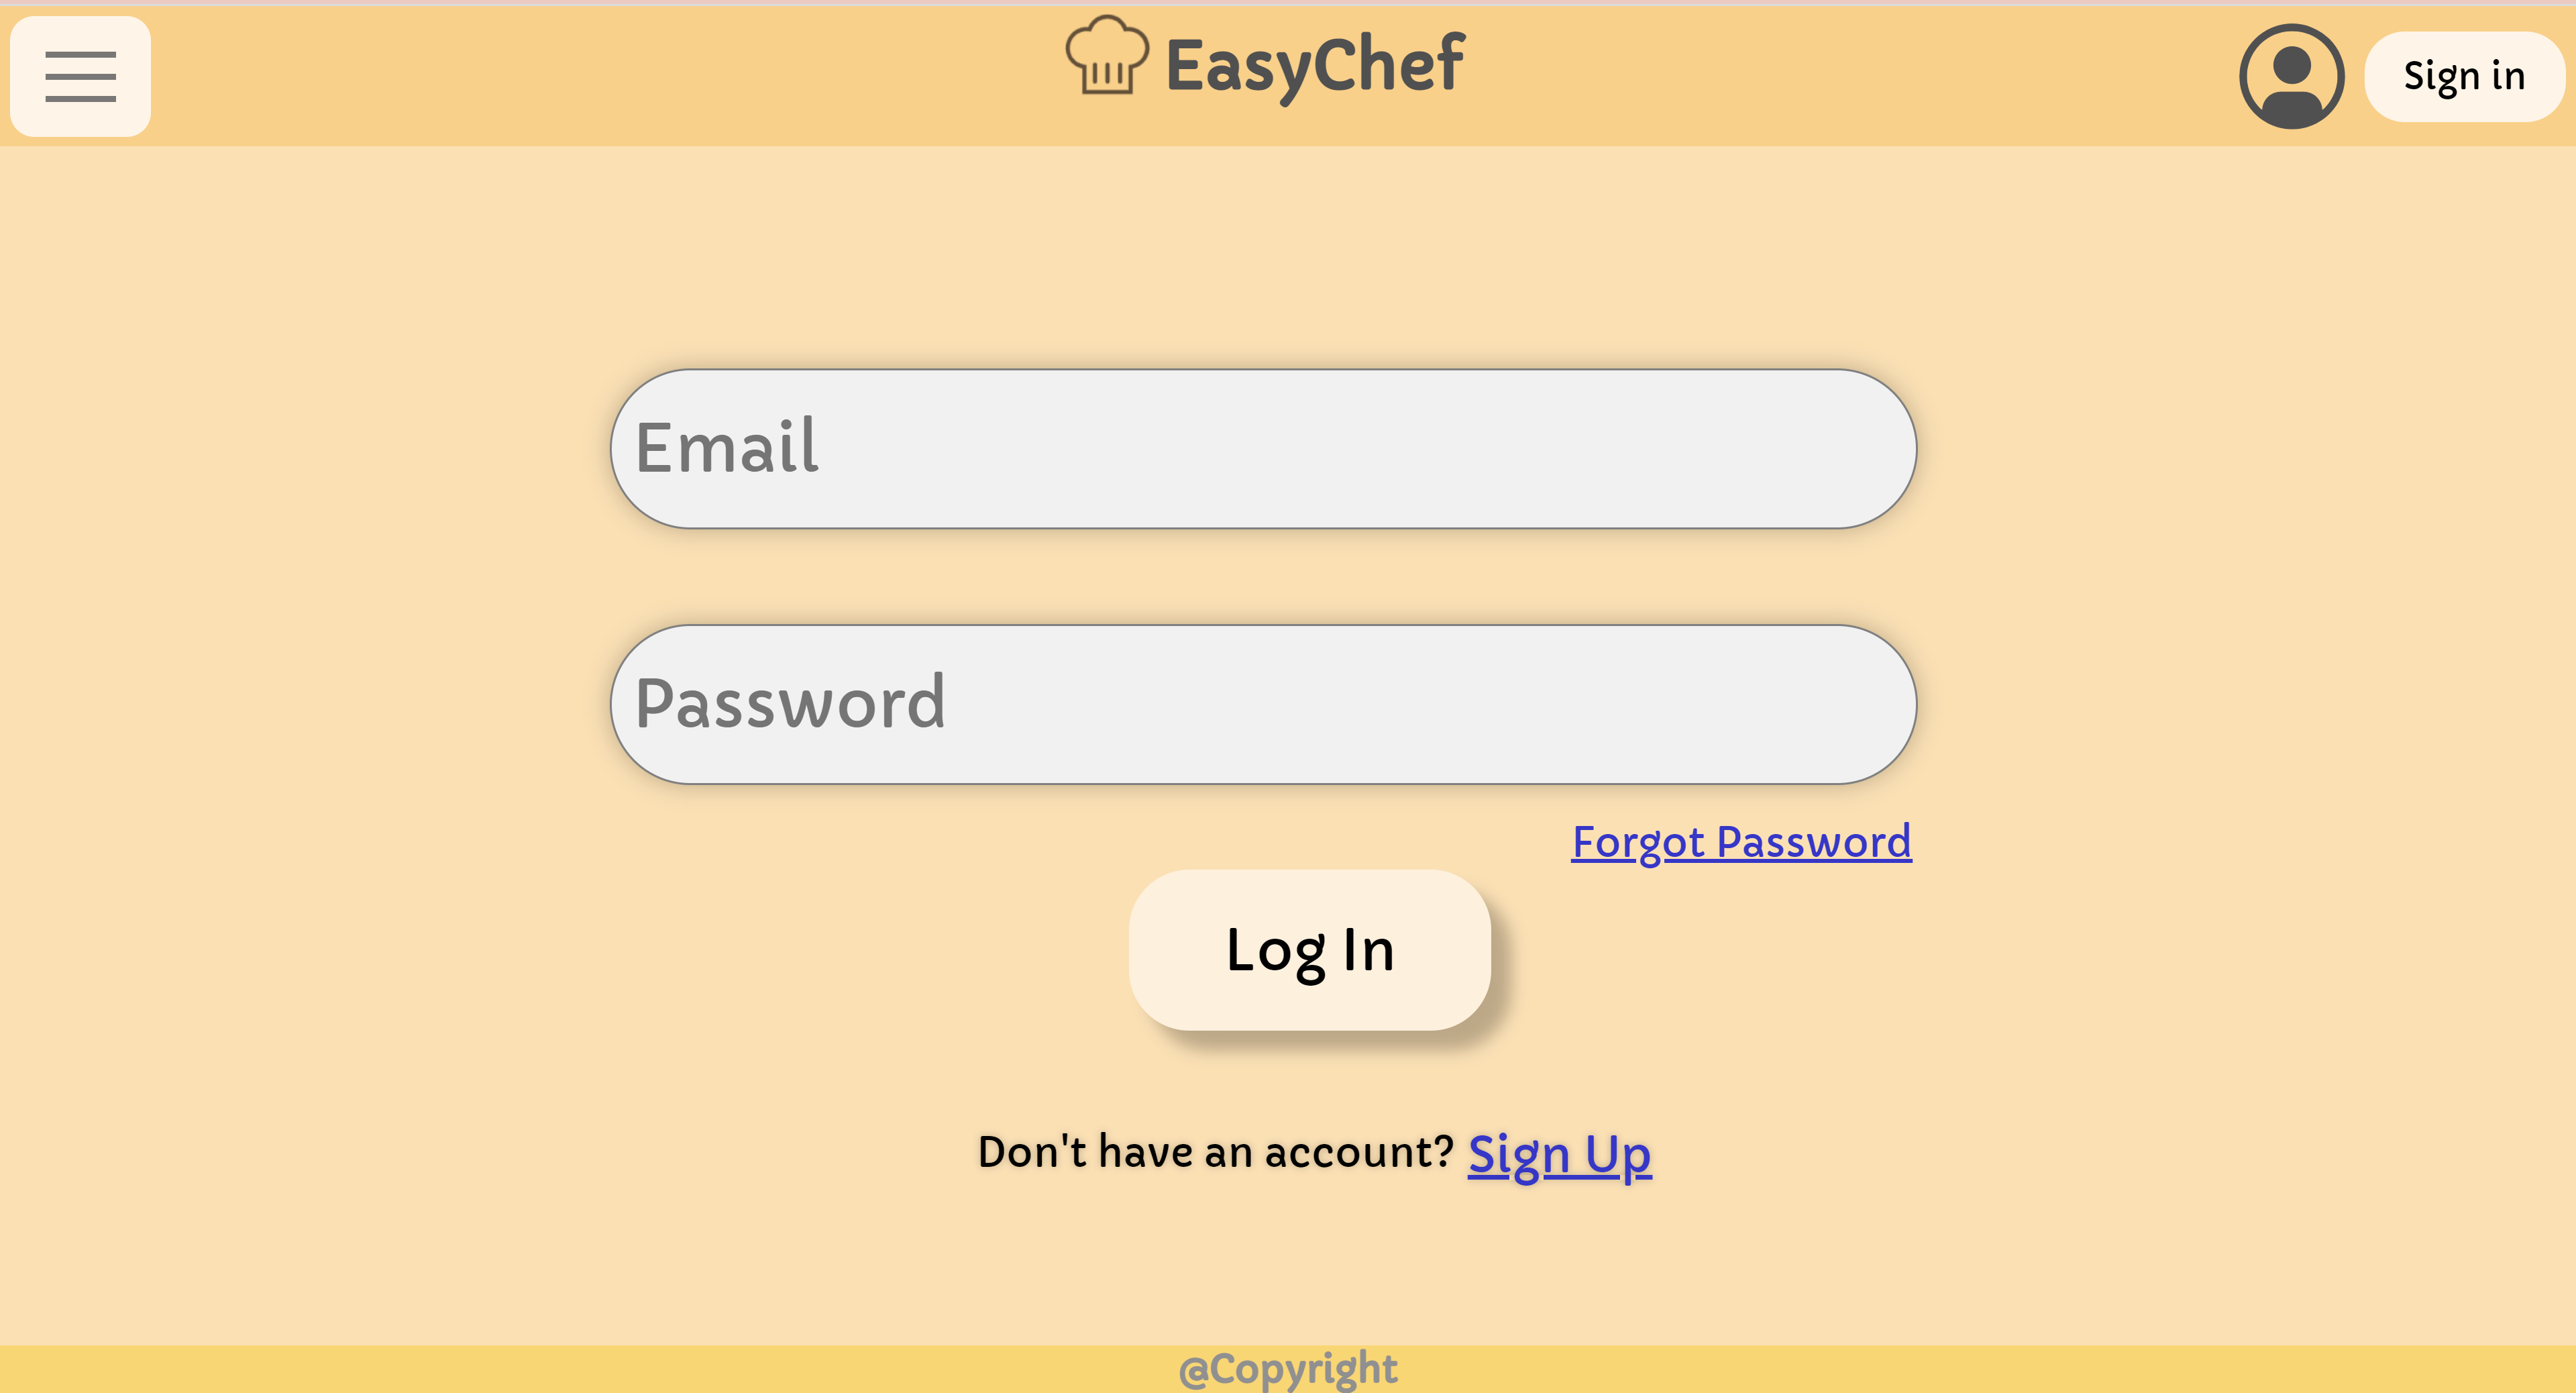 EasyChef
Sign in
Email
Password
Forgot Password
Log In
Don't have an account? Sign Up
@Copyright